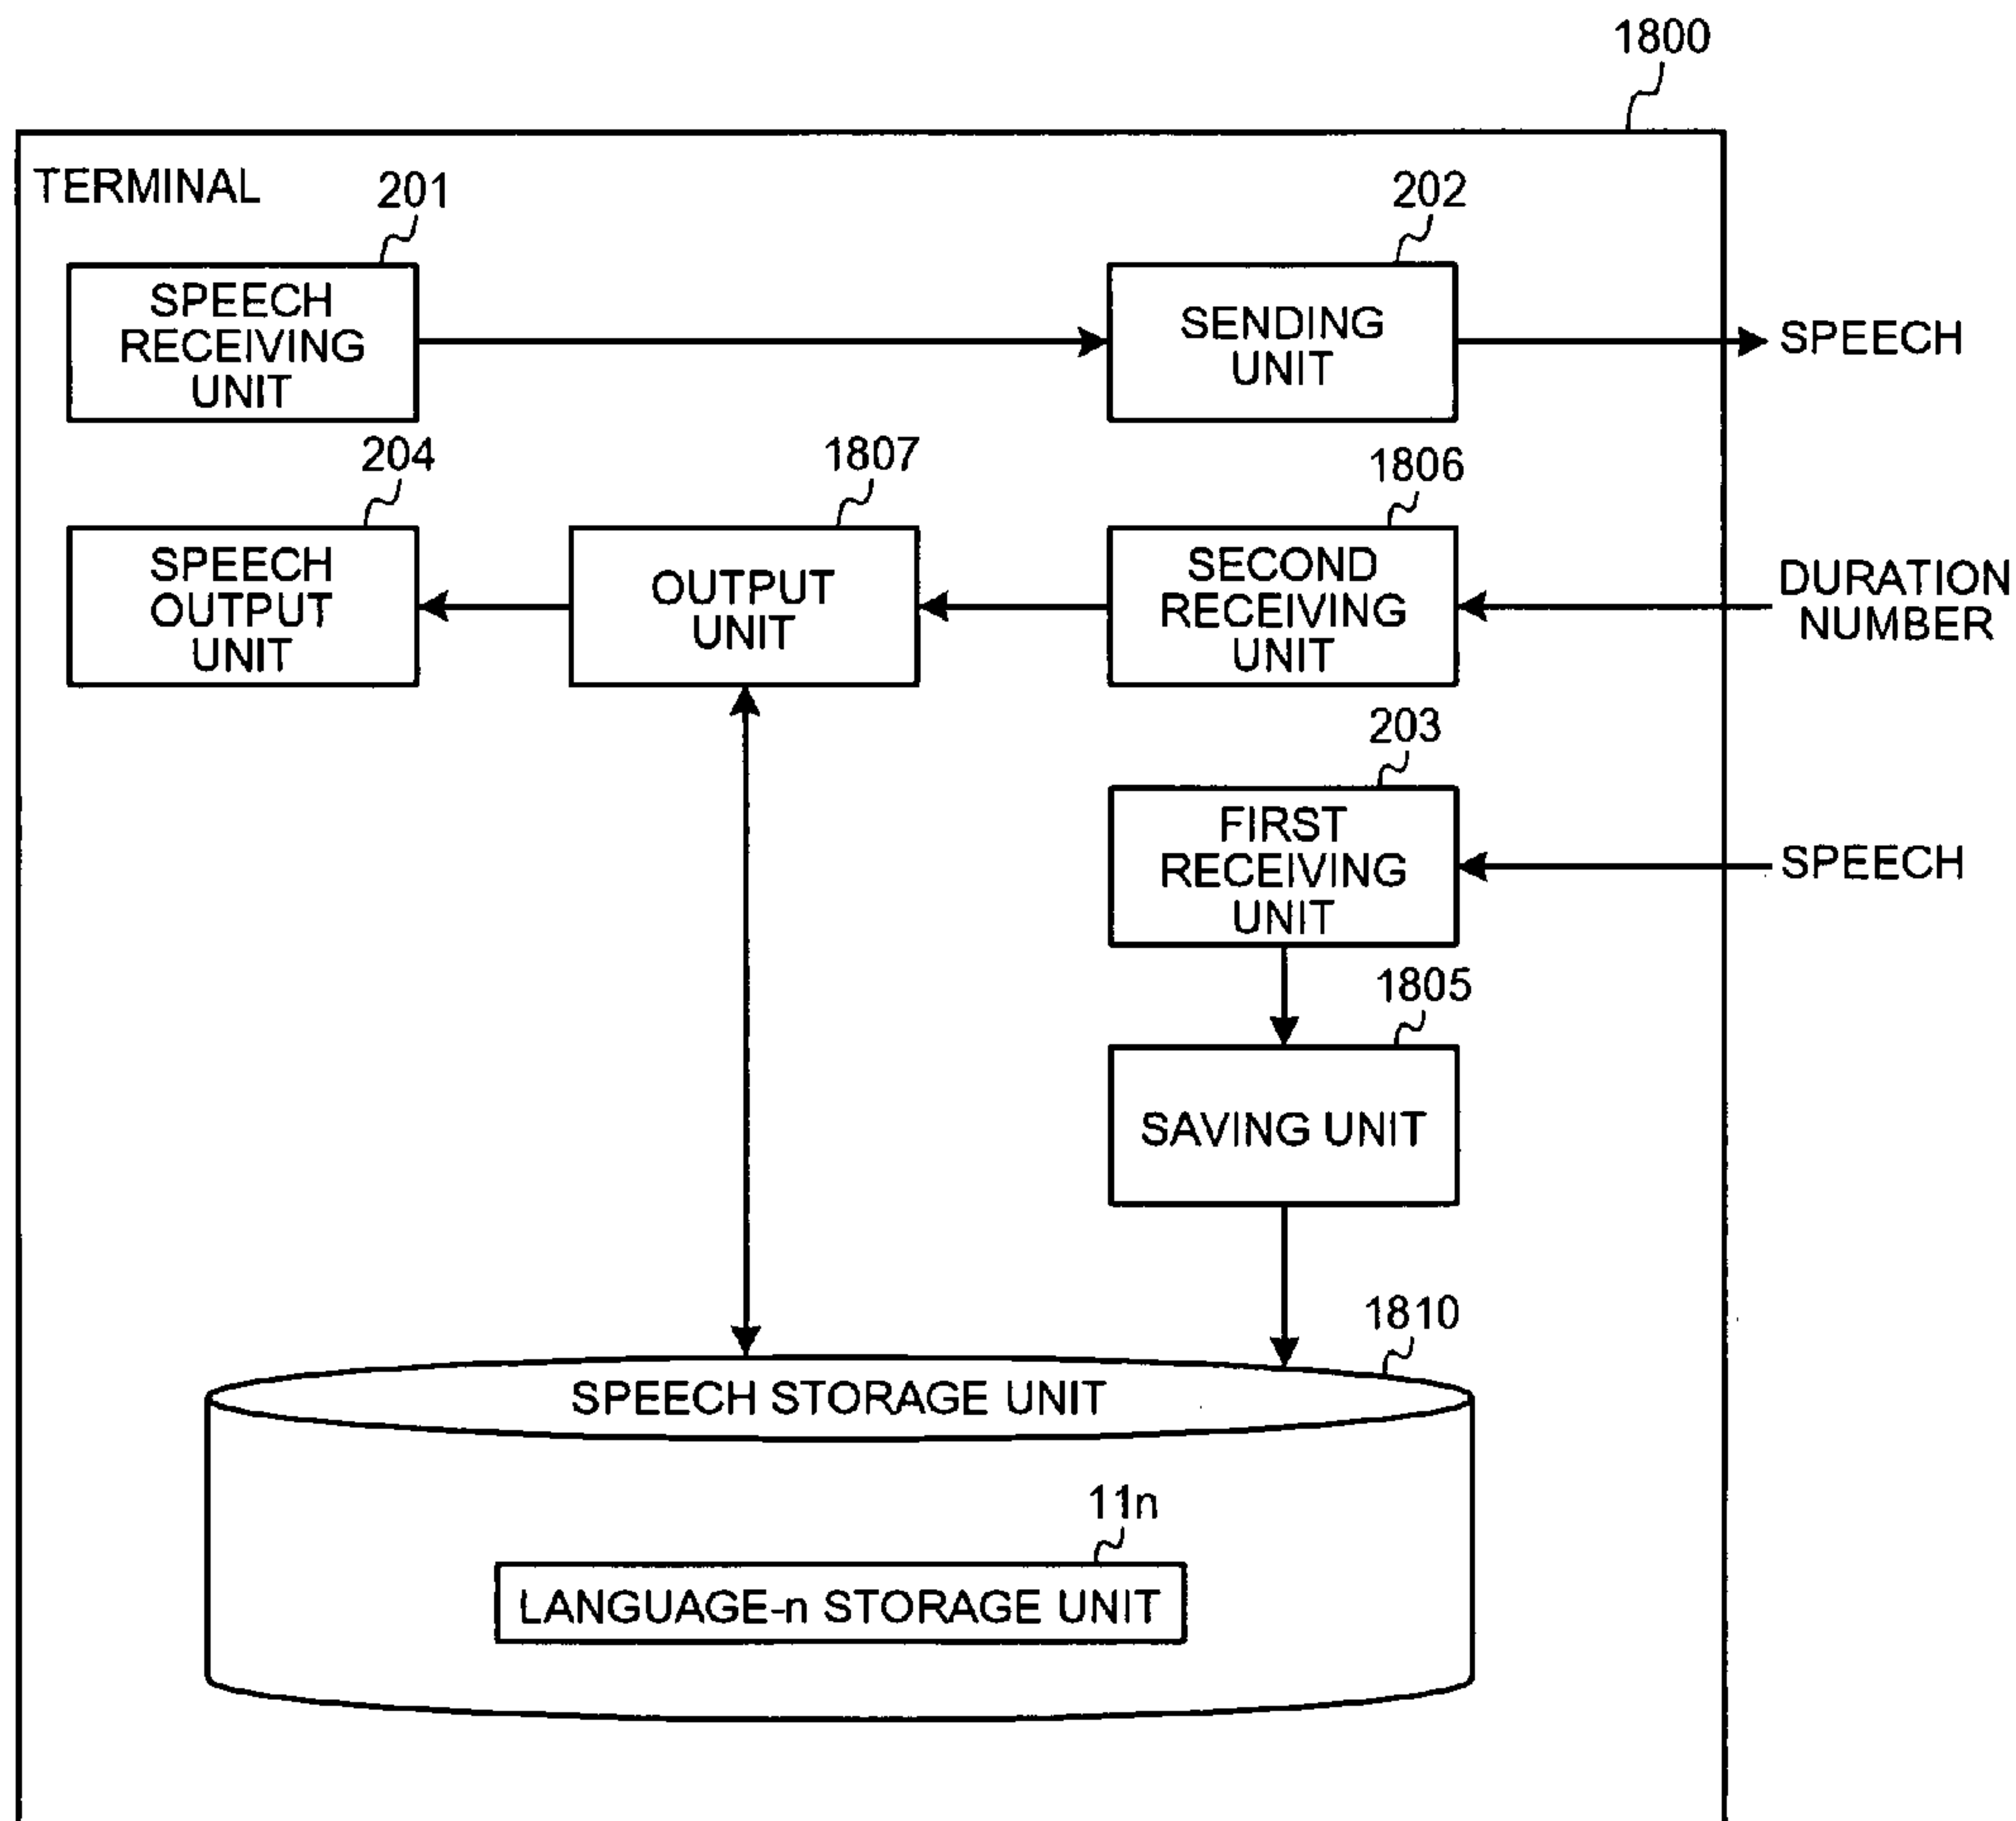 1800
TERMINAL
201
202
SPEECH
RECEIVING
UNIT
SENDING
UNIT
SPEECH
204
1807
1806
SPEECH
OUTPUT
UNIT
OUTPUT
UNIT
SECOND
RECEIVING
UNIT
DURATION
NUMBER
203
FIRST
RECEIVING
UNIT
SPEECH
1805
SAVING UNIT
1810
SPEECH STORAGE UNIT
11n
LANGUAGE-n STORAGE UNIT